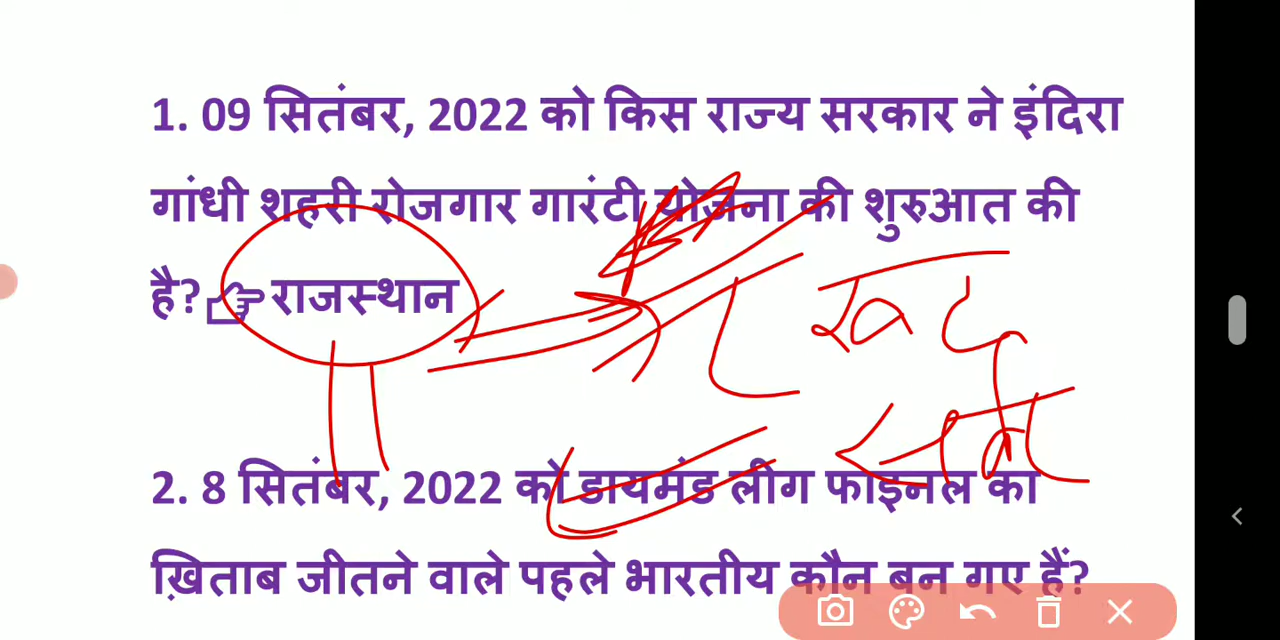 1. 09 सितंबर, 2022 को किस राज्य सरकार ने इंदिरा
गांधी शहरी रोजगार गारंटी योजना की शुरुआत की
है? 👉 राजस्थान
2. 8 सितंबर, 2022 को डायमंड लीग फाइनल का
ख़िताब जीतने वाले पहले भारतीय कौन बन गए हैं?